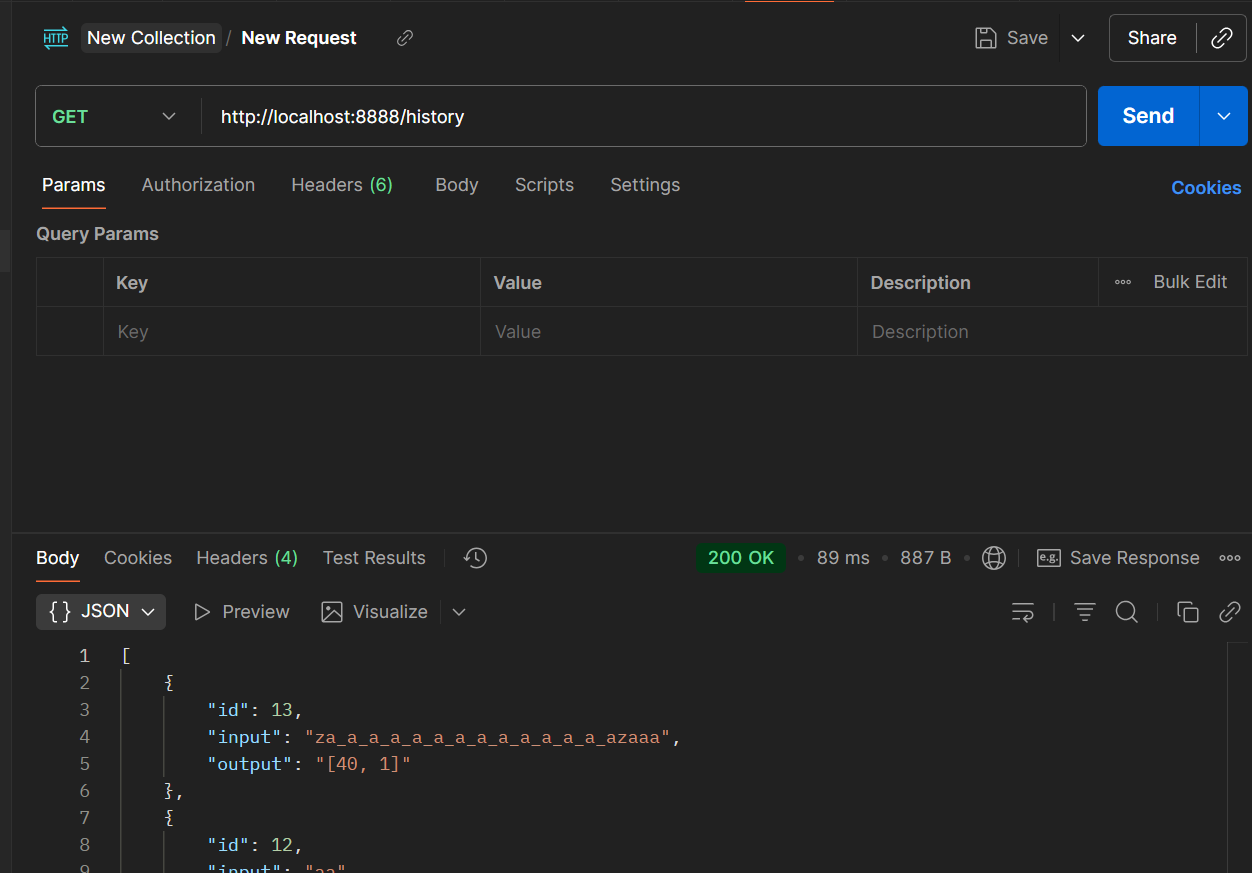 HTTP New Collection / New Request Save Share
GET http://localhost:8888/history Send
Params Authorization Headers (6) Body Scripts Settings Cookies
Query Params
Key Value Description Bulk Edit
Key Value Description
Body Cookies Headers (4) Test Results 200 OK • 89 ms • 887 B • e.g. Save Response
{} JSON Preview Visualize
1 [
2 {
3 "id": 13,
4 "input": "za_a_a_a_a_a_a_a_a_a_a_a_a_azaaa",
5 "output": "[40, 1]"
6 },
7 {
8 "id": 12,
9 "input": "aa"